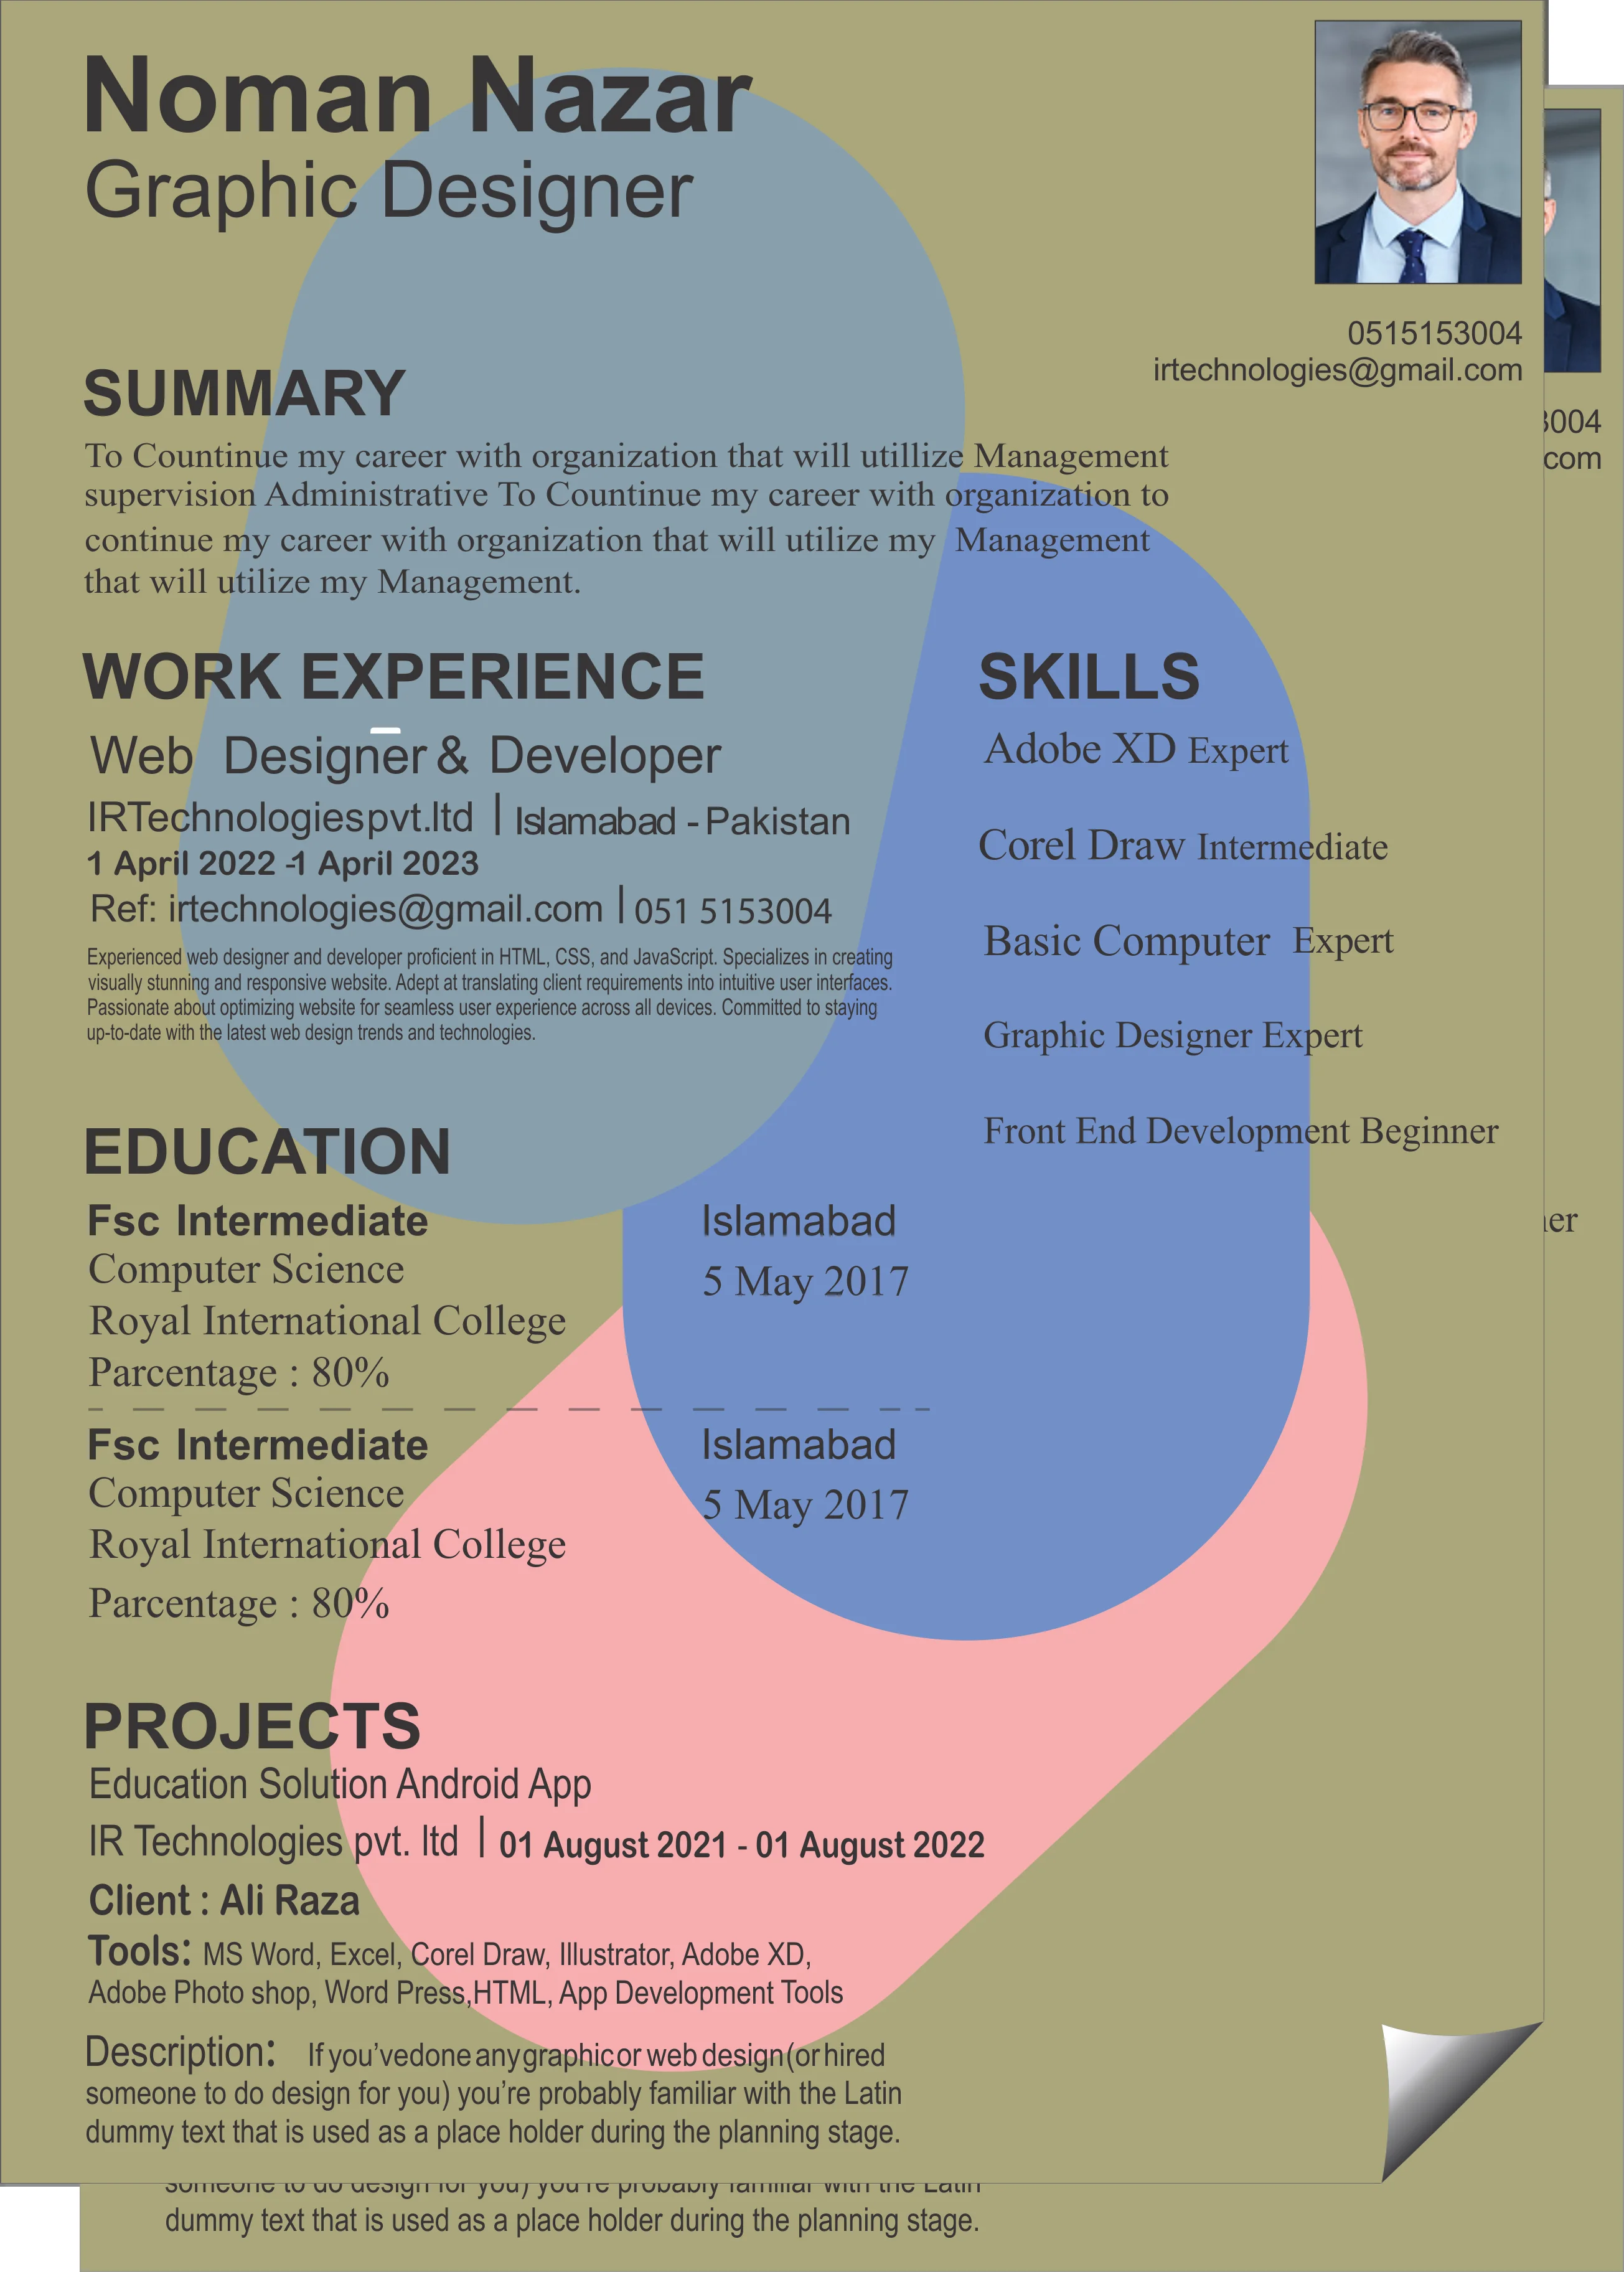 Noman Nazar
Graphic Designer
0515153004
irtechnologies@gmail.com
3004
com
SUMMARY
To Countinue my career with organization that will utillize Management
supervision Administrative To Countinue my career with organization to
continue my career with organization that will utilize my Management
that will utilize my Management.
WORK EXPERIENCE
Web Designer & Developer
IRTechnologiespvt.ltd | Islamabad - Pakistan
1 April 2022 -1 April 2023
Ref: irtechnologies@gmail.com | 051 5153004
Experienced web designer and developer proficient in HTML, CSS, and JavaScript. Specializes in creating
visually stunning and responsive website. Adept at translating client requirements into intuitive user interfaces.
Passionate about optimizing website for seamless user experience across all devices. Committed to staying
up-to-date with the latest web design trends and technologies.
SKILLS
Adobe XD Expert
Corel Draw Intermediate
Basic Computer Expert
Graphic Designer Expert
Front End Development Beginner
er
EDUCATION
Fsc Intermediate Islamabad
Computer Science 5 May 2017
Royal International College
Parcentage : 80%
Fsc Intermediate Islamabad
Computer Science 5 May 2017
Royal International College
Parcentage : 80%
PROJECTS
Education Solution Android App
IR Technologies pvt. ltd | 01 August 2021 - 01 August 2022
Client : Ali Raza
Tools: MS Word, Excel, Corel Draw, Illustrator, Adobe XD,
Adobe Photo shop, Word Press,HTML, App Development Tools
Description: If you’vedone any graphic or web design (or hired
someone to do design for you) you’re probably familiar with the Latin
dummy text that is used as a place holder during the planning stage.
someone to do design for you) you’re probably familiar with the Latin
dummy text that is used as a place holder during the planning stage.